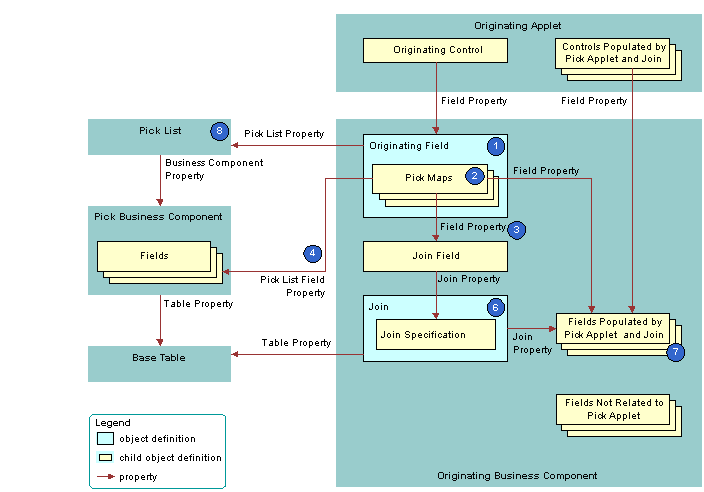 Originating Applet
Originating Control
Controls Populated by
Pick Applet and Join
Field Property
Field Property
Pick List
8
Pick List Property
Originating Field
1
Business Component
Property
Pick Maps
2
Field Property
Pick Business Component
Field Property
3
Fields
4
Join Field
Pick List Field
Property
Join Property
Table Property
Join
6
Join Specification
Fields Populated by
Pick Applet and Join
7
Join
Property
Table Property
Base Table
Fields Not Related to
Pick Applet
Legend
object definition
child object definition
property
Originating Business Component